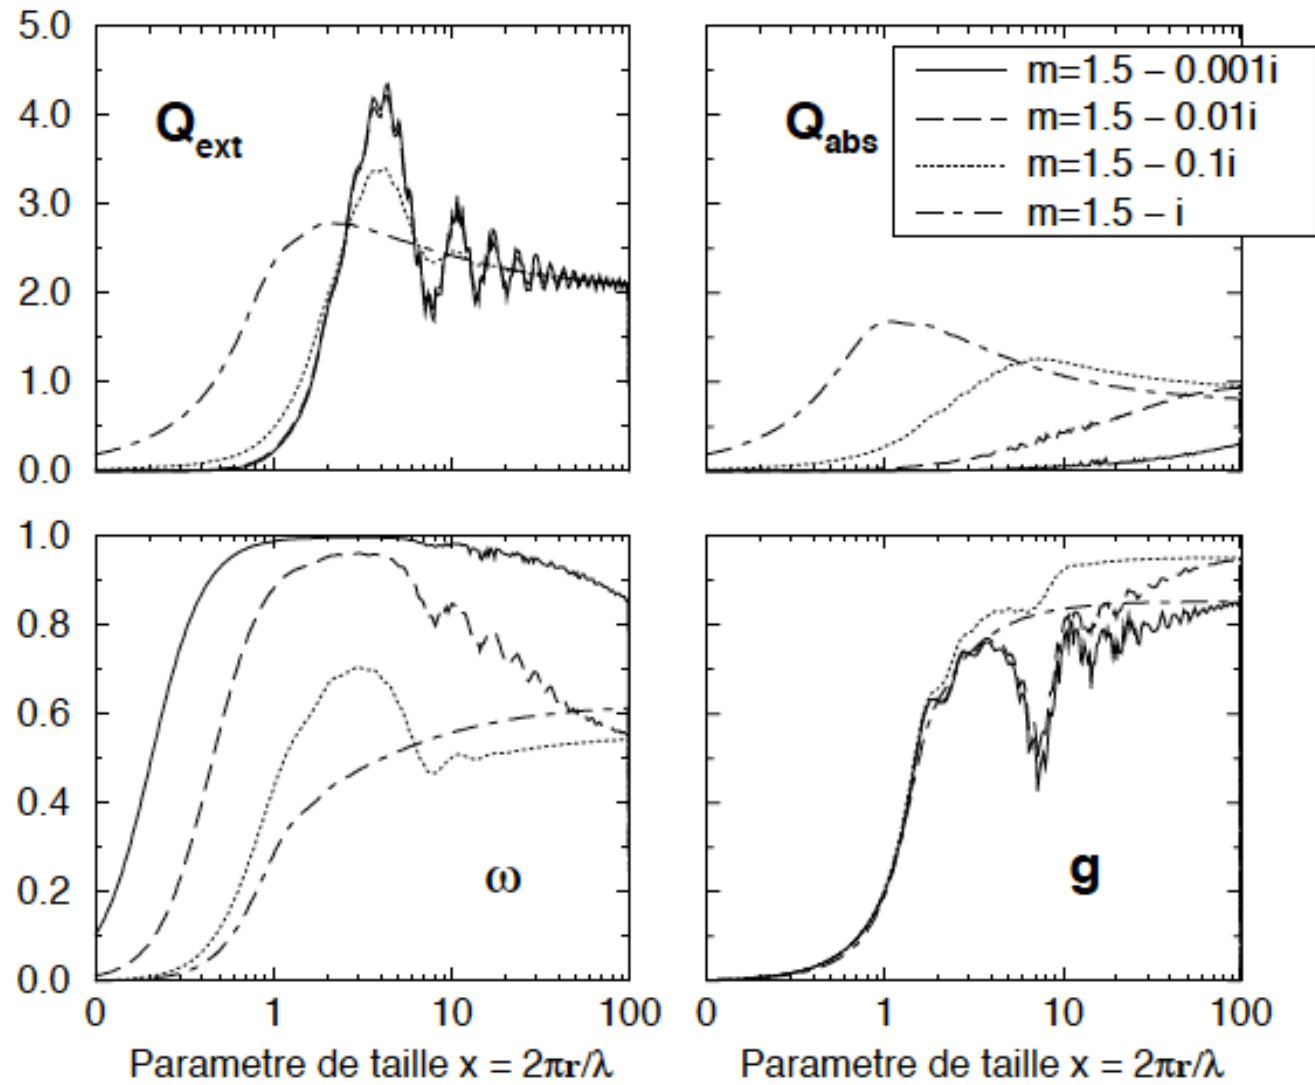 5.0
4.0
3.0
2.0
1.0
0.0
Q_ext
Q_abs
m=1.5 – 0.001i
m=1.5 – 0.01i
m=1.5 – 0.1i
m=1.5 – i
1.0
0.8
0.6
0.4
0.2
0.0
ω
g
0 1 10 100
0 1 10 100
Parametre de taille x = 2πr/λ
Parametre de taille x = 2πr/λ